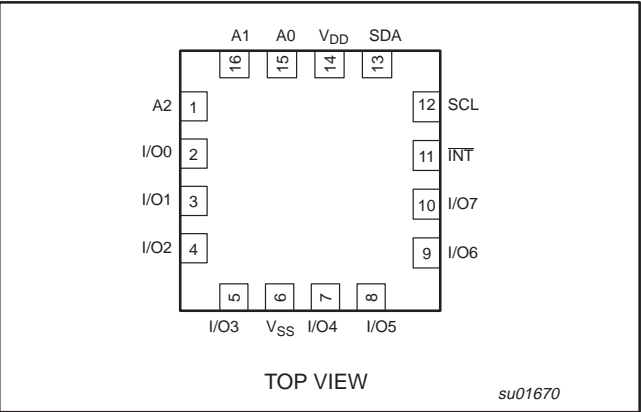 A1 A0 VDD SDA
16 15 14 13
A2 1 12 SCL
I/O0 2 11 INT
I/O1 3 10 I/O7
I/O2 4 9 I/O6
5 6 7 8
I/O3 VSS I/O4 I/O5
TOP VIEW
su01670